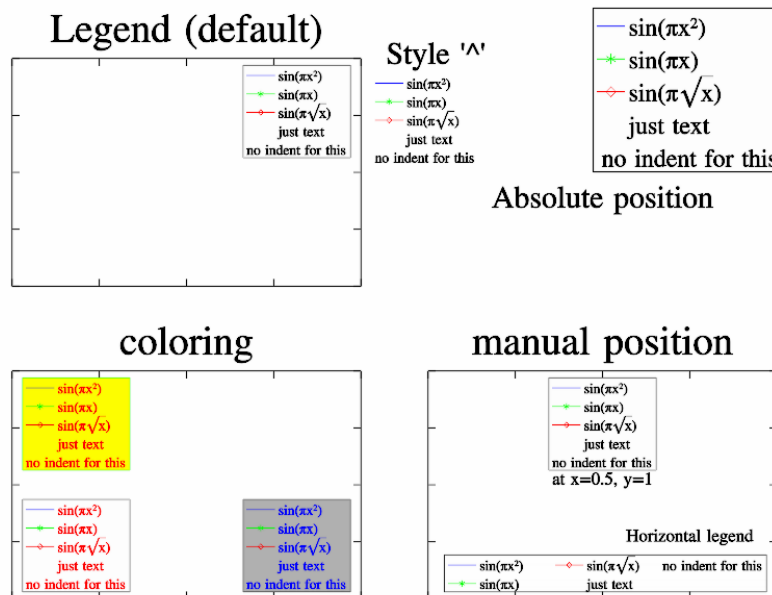 Legend (default)
sin(πx²)
sin(πx)
sin(π√x)
just text
no indent for this
Style '^'
sin(πx²)
sin(πx)
sin(π√x)
just text
no indent for this
sin(πx²)
sin(πx)
sin(π√x)
just text
no indent for this
Absolute position
coloring
sin(πx²)
sin(πx)
sin(π√x)
just text
no indent for this
sin(πx²)
sin(πx)
sin(π√x)
just text
no indent for this
sin(πx²)
sin(πx)
sin(π√x)
just text
no indent for this
manual position
sin(πx²)
sin(πx)
sin(π√x)
just text
no indent for this
at x=0.5, y=1
Horizontal legend
sin(πx²) sin(π√x) no indent for this
sin(πx) just text